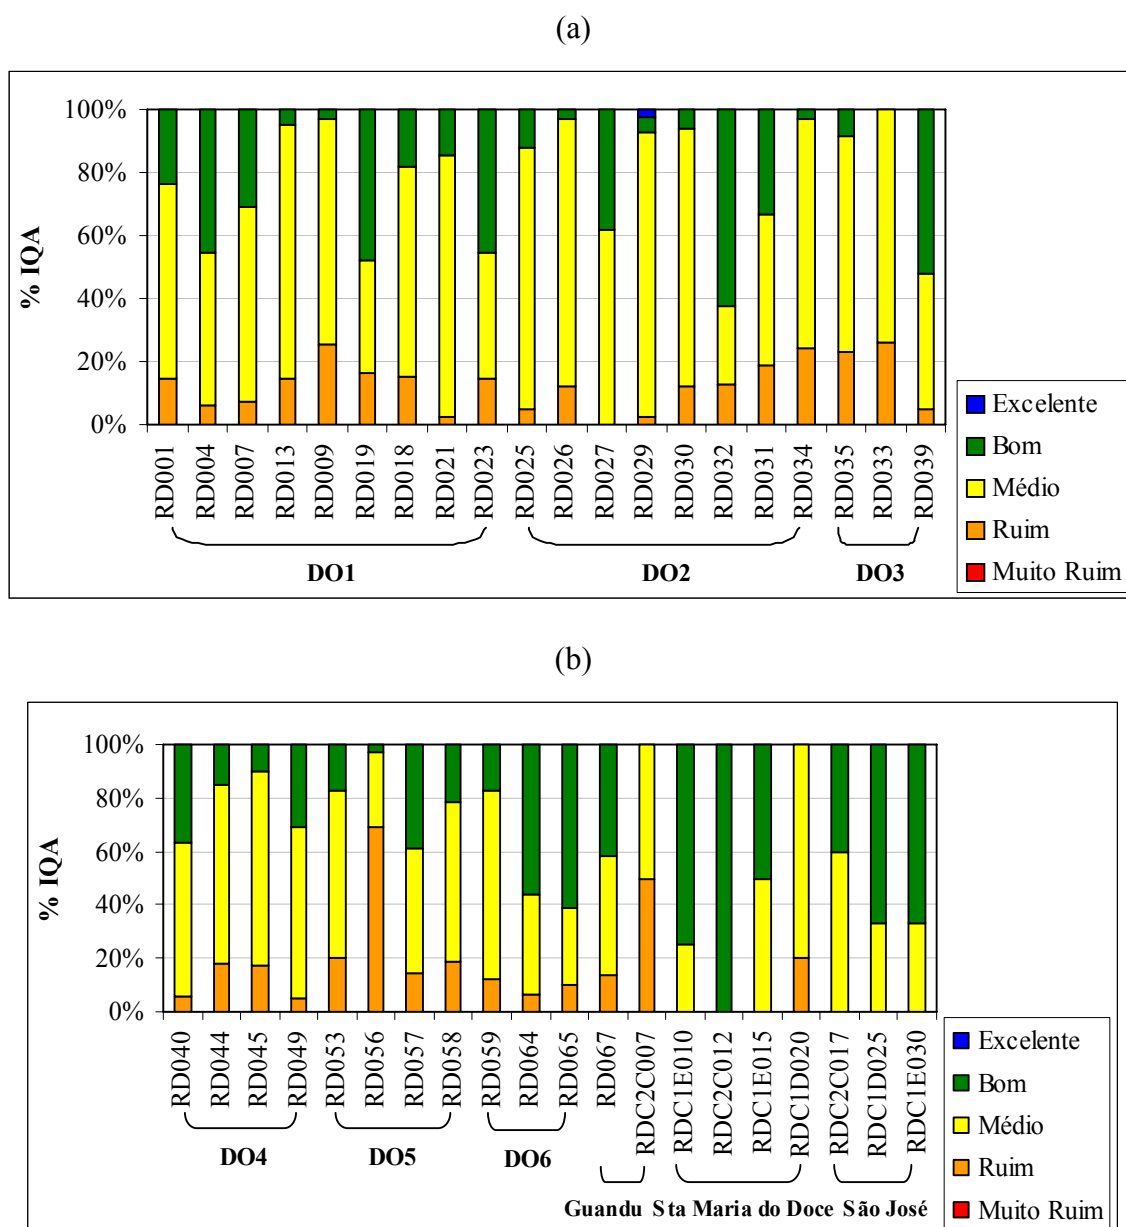 (a)
% IQA
100%
80%
60%
40%
20%
0%
RD001 RD004 RD007 RD013 RD009 RD019 RD018 RD021 RD023 RD025 RD026 RD027 RD029 RD030 RD032 RD031 RD034 RD035 RD033 RD039
DO1 DO2 DO3
Excelente
Bom
Médio
Ruim
Muito Ruim
(b)
% IQA
100%
80%
60%
40%
20%
0%
RD040 RD044 RD045 RD049 RD053 RD056 RD057 RD058 RD059 RD064 RD065 RD067 RDC2C007 RDC1E010 RDC2C012 RDC1E015 RDC1D020 RDC2C017 RDC1D025 RDC1E030
DO4 DO5 DO6
Guandu Sta Maria do Doce São José
Excelente
Bom
Médio
Ruim
Muito Ruim